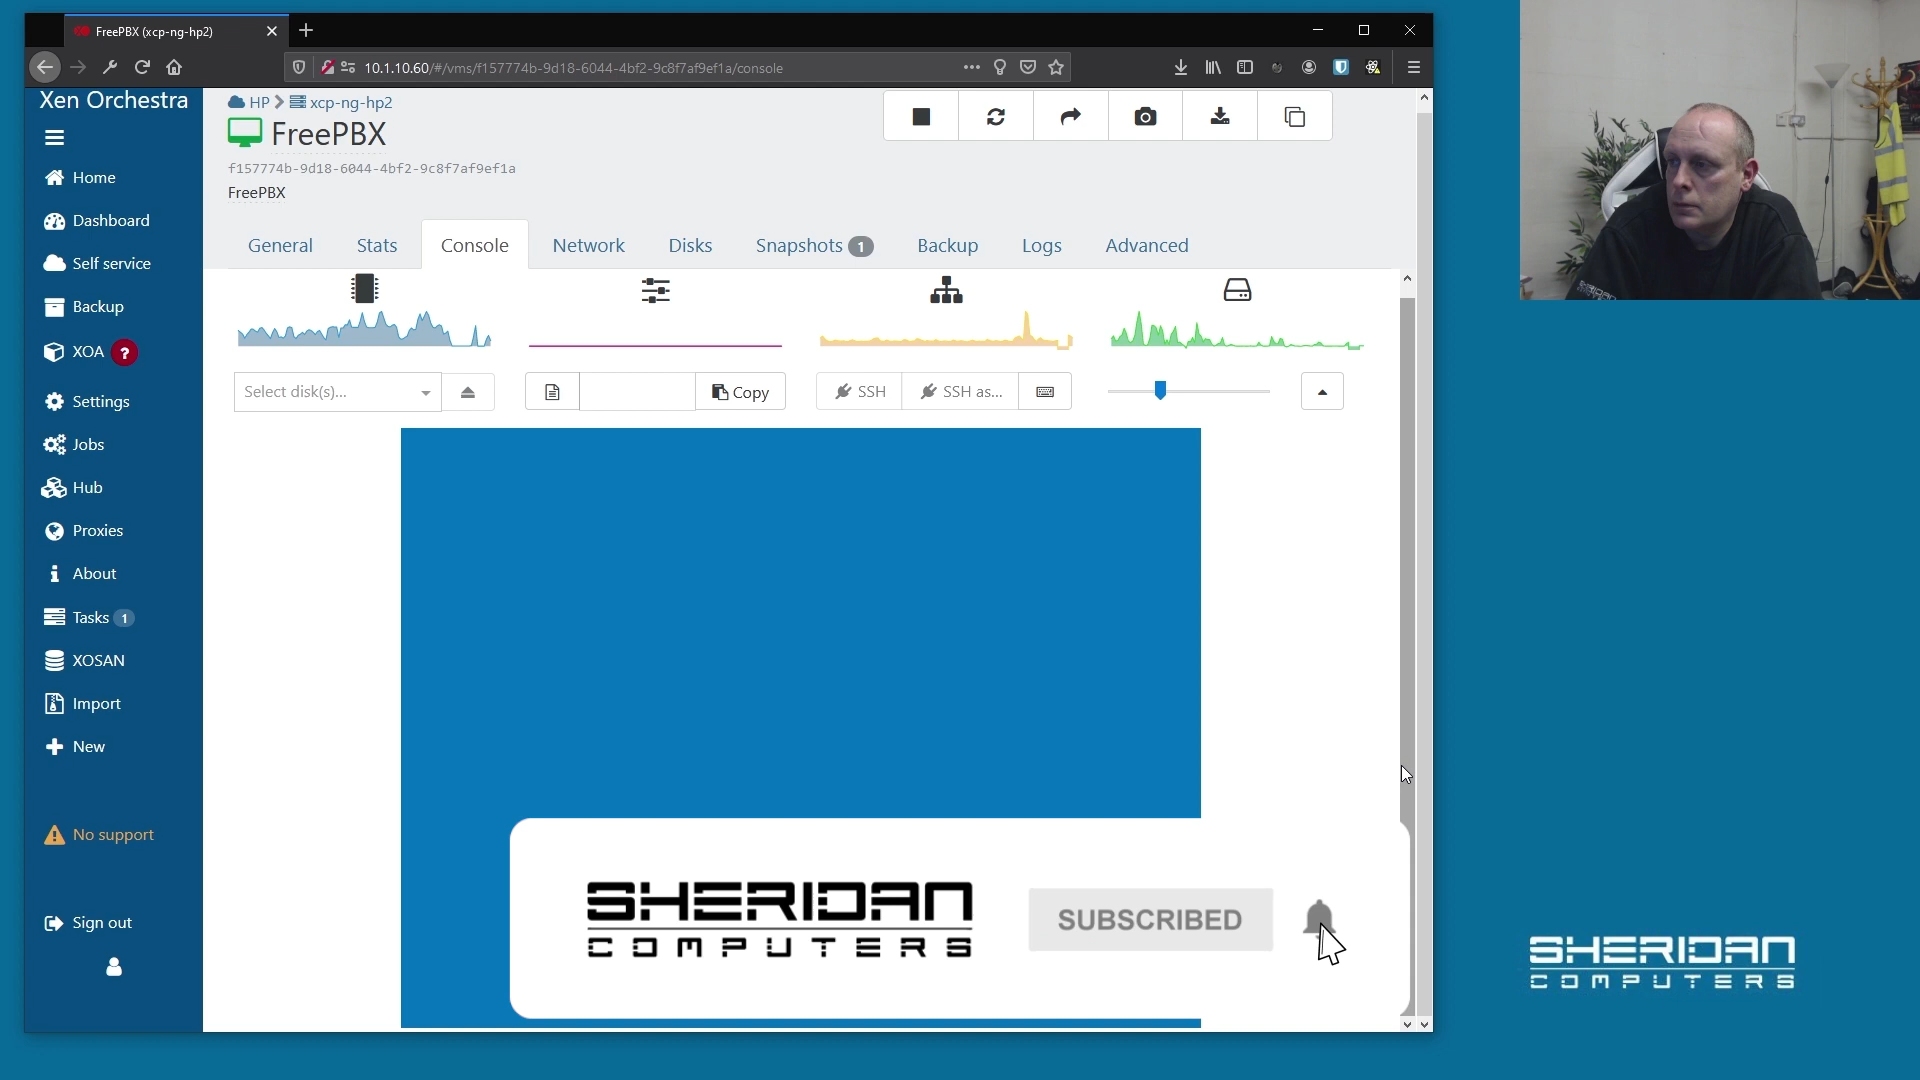 FreePBX (xcp-ng-hp2)
10.1.10.60/#/vms/f157774b-9d18-6044-4bf2-9c8f7af9ef1a/console
Xen Orchestra
HP
xcp-ng-hp2
FreePBX
f157774b-9d18-6044-4bf2-9c8f7af9ef1a
FreePBX
Home
Dashboard
Self service
Backup
XOA ?
Settings
Jobs
Hub
Proxies
About
Tasks 1
XOSAN
Import
New
No support
Sign out
General
Stats
Console
Network
Disks
Snapshots 1
Backup
Logs
Advanced
Select disk(s)...
Copy
SSH
SSH as...
SHERIDAN
COMPUTERS
SUBSCRIBED
SHERIDAN
COMPUTERS
SHERIDAN